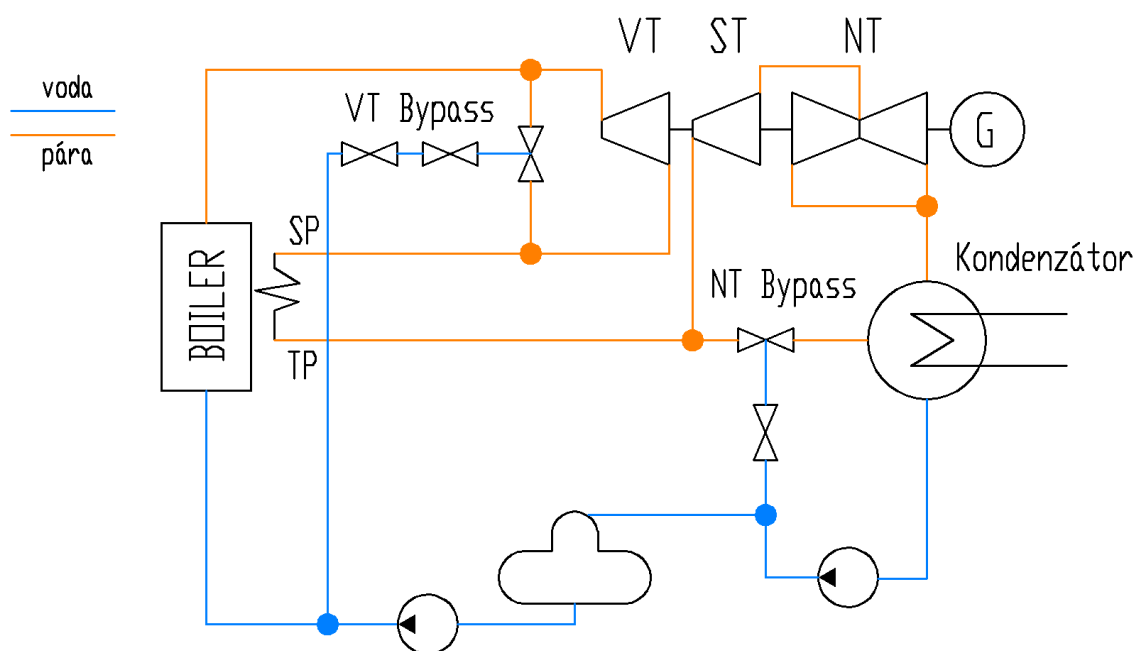 VT
ST
NT
voda
pára
VT Bypass
G
SP
BOILER
TP
NT Bypass
Kondenzátor